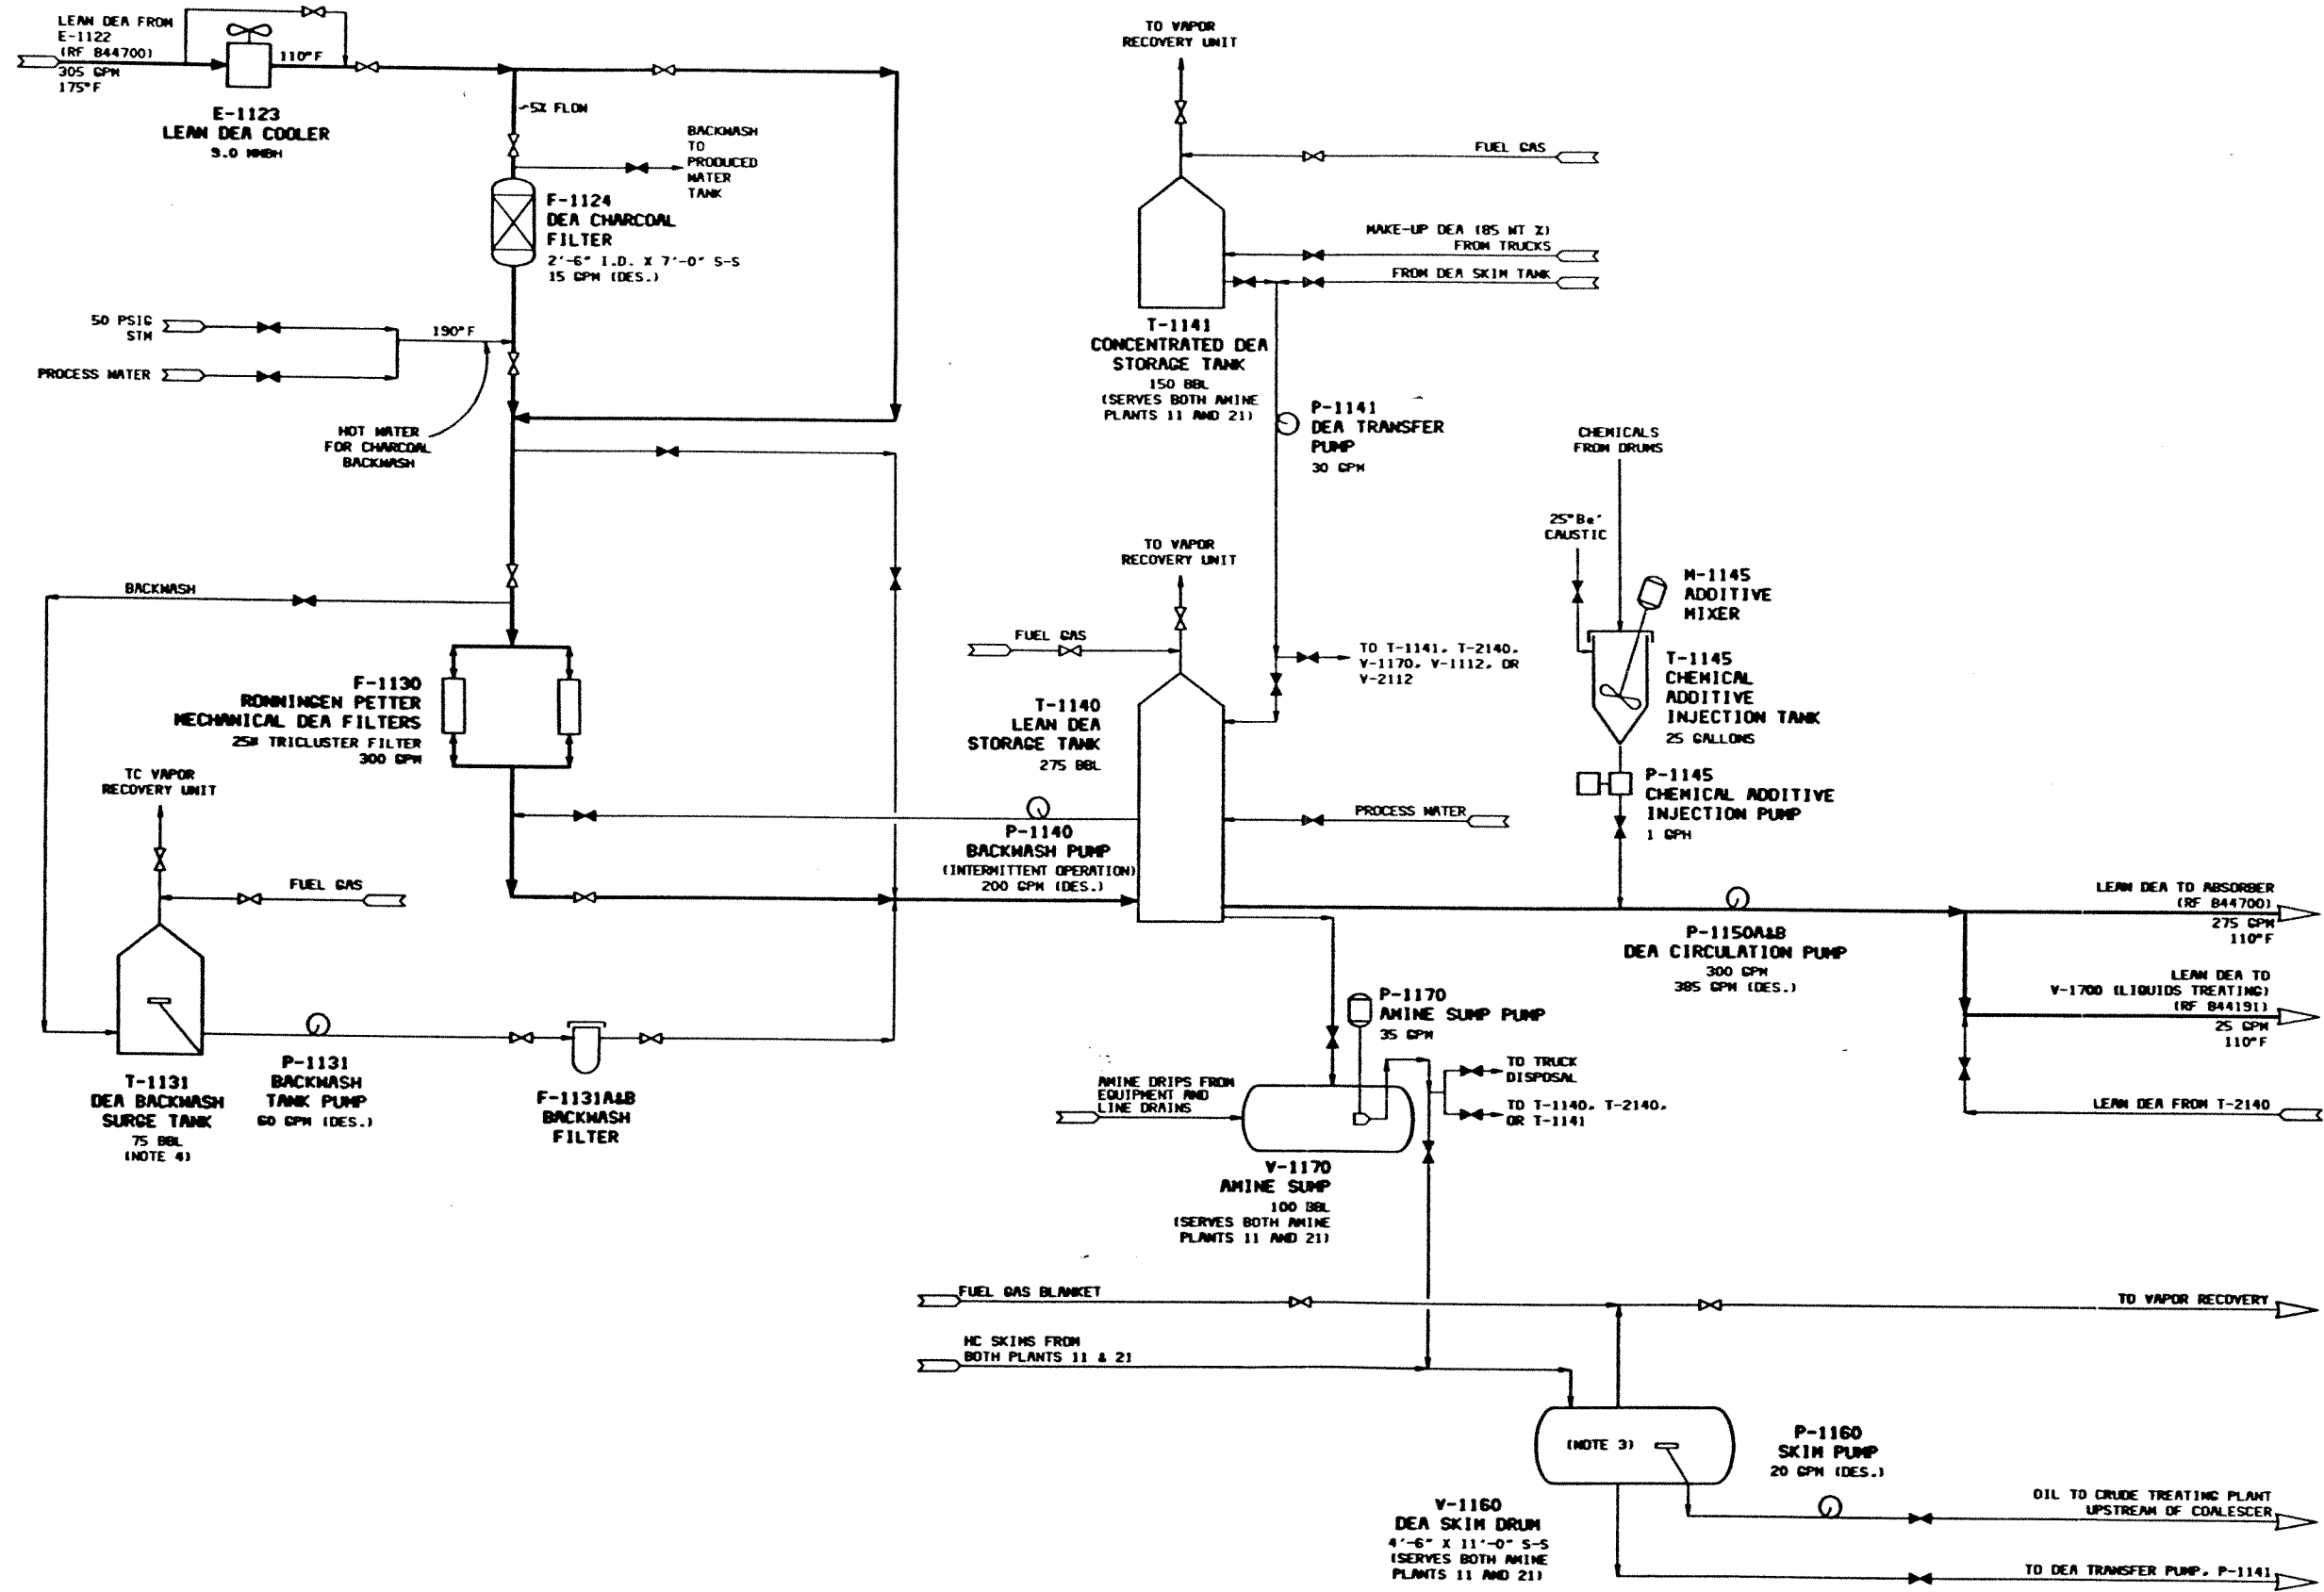 LEAN DEA FROM
E-1122
(RF 844700)
305 GPM
175°F
110°F
E-1123
LEAN DEA COOLER
9.0 MMBH
~5% FLOW
BACKWASH
TO
PRODUCED
WATER
TANK
F-1124
DEA CHARCOAL
FILTER
2'-6" I.D. X 7'-0" S-S
15 GPM (DES.)
50 PSIG
STM
190°F
PROCESS WATER
HOT WATER
FOR CHARCOAL
BACKWASH
BACKWASH
F-1130
RONNINGEN PETTER
MECHANICAL DEA FILTERS
TRICLUSTER FILTER
300 GPM
TC VAPOR
RECOVERY UNIT
FUEL GAS
T-1131
DEA BACKWASH
SURGE TANK
75 BBL
(NOTE 4)
P-1131
BACKWASH
TANK PUMP
60 GPM (DES.)
F-1131A&B
BACKWASH
FILTER
TO VAPOR
RECOVERY UNIT
FUEL GAS
MAKE-UP DEA (85 WT %)
FROM TRUCKS
FROM DEA SKIM TANK
T-1141
CONCENTRATED DEA
STORAGE TANK
150 BBL
(SERVES BOTH AMINE
PLANTS 11 AND 21)
P-1141
DEA TRANSFER
PUMP
30 GPM
TO VAPOR
RECOVERY UNIT
FUEL GAS
TO T-1141, T-2140,
V-1170, V-1112, OR
V-2112
T-1140
LEAN DEA
STORAGE TANK
275 BBL
PROCESS WATER
P-1140
BACKWASH PUMP
(INTERMITTENT OPERATION)
200 GPM (DES.)
CHEMICALS
FROM DRUMS
25°Be'
CAUSTIC
M-1145
ADDITIVE
MIXER
T-1145
CHEMICAL
ADDITIVE
INJECTION TANK
25 GALLONS
P-1145
CHEMICAL ADDITIVE
INJECTION PUMP
1 GPH
P-1150A&B
DEA CIRCULATION PUMP
300 GPM
385 GPM (DES.)
LEAN DEA TO ABSORBER
(RF 844700)
275 GPM
110°F
LEAN DEA TO
V-1700 (LIQUIDS TREATING)
(RF 844191)
25 GPM
110°F
LEAN DEA FROM T-2140
P-1170
AMINE SUMP PUMP
35 GPM
TO TRUCK
DISPOSAL
TO T-1140, T-2140,
OR T-1141
AMINE DRIPS FROM
EQUIPMENT AND
LINE DRAINS
V-1170
AMINE SUMP
100 BBL
(SERVES BOTH AMINE
PLANTS 11 AND 21)
FUEL GAS BLANKET
TO VAPOR RECOVERY
HC SKIMS FROM
BOTH PLANTS 11 & 21
(NOTE 3)
P-1160
SKIM PUMP
20 GPM (DES.)
V-1160
DEA SKIM DRUM
4'-6" X 11'-0" S-S
(SERVES BOTH AMINE
PLANTS 11 AND 21)
OIL TO CRUDE TREATING PLANT
UPSTREAM OF COALESCER
TO DEA TRANSFER PUMP, P-1141